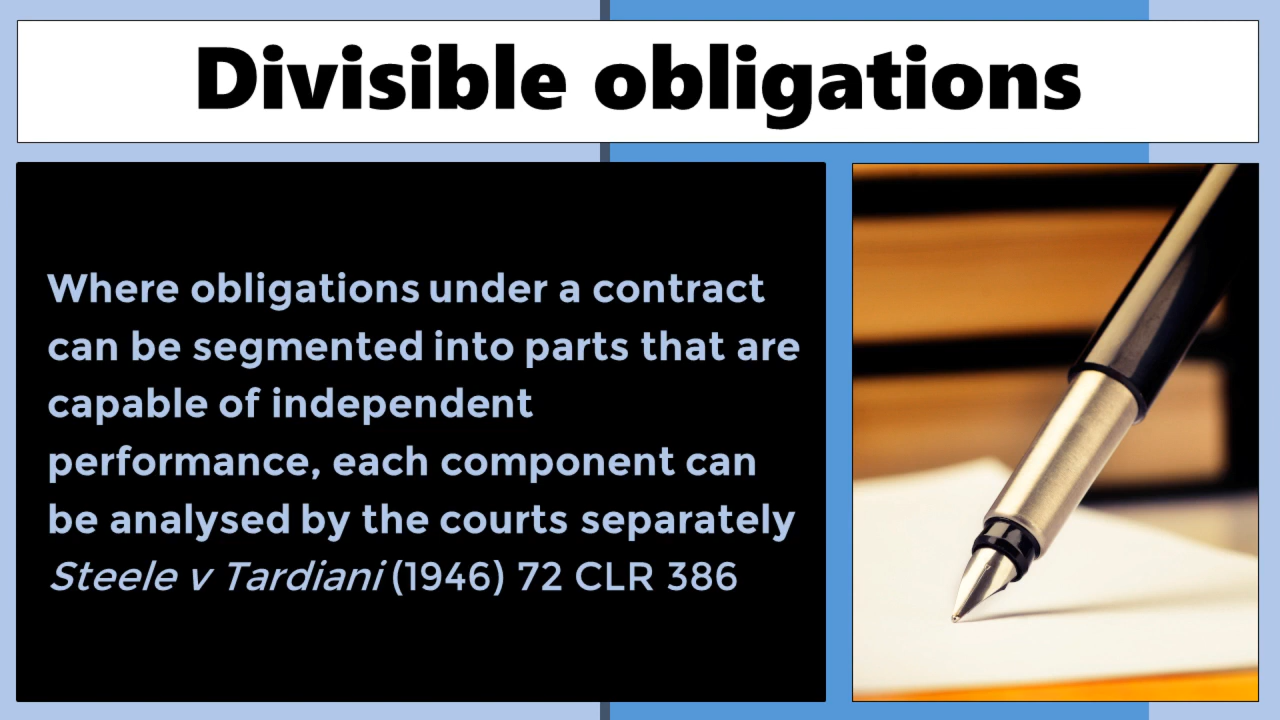 Divisible obligations
Where obligations under a contract
can be segmented into parts that are
capable of independent
performance, each component can
be analysed by the courts separately
Steele v Tardiani (1946) 72 CLR 386